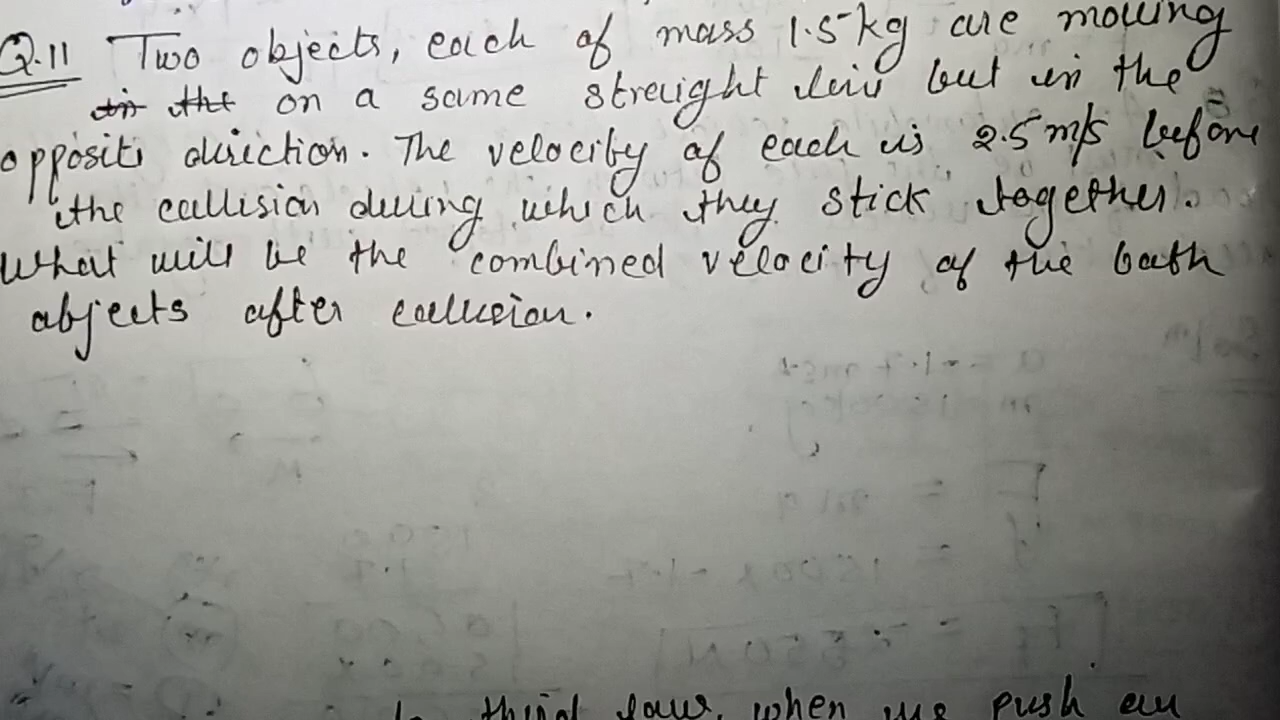 Q.11 Two objects, each of mass 1.5 kg are moving
in the on a same straight line but in the
opposite direction. The velocity of each is 2.5 m/s before
the collision during which they stick together.
What will be the combined velocity of the both
objects after collision.
third law, when we push an